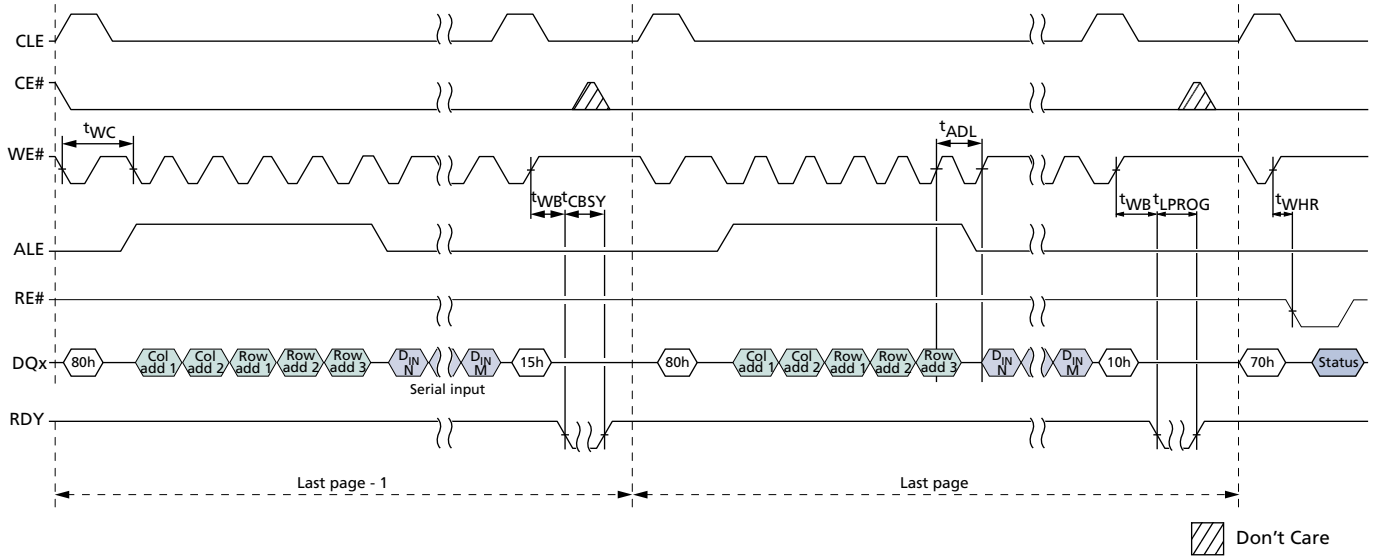 CLE
CE#
tWC
tADL
WE#
tWB tCBSY
tWB tLPROG
tWHR
ALE
RE#
DQx
80h
Col add 1
Col add 2
Row add 1
Row add 2
Row add 3
DIN N
DIN M
15h
80h
Col add 1
Col add 2
Row add 1
Row add 2
Row add 3
DIN N
DIN M
10h
70h
Status
Serial input
RDY
Last page - 1
Last page
Don't Care